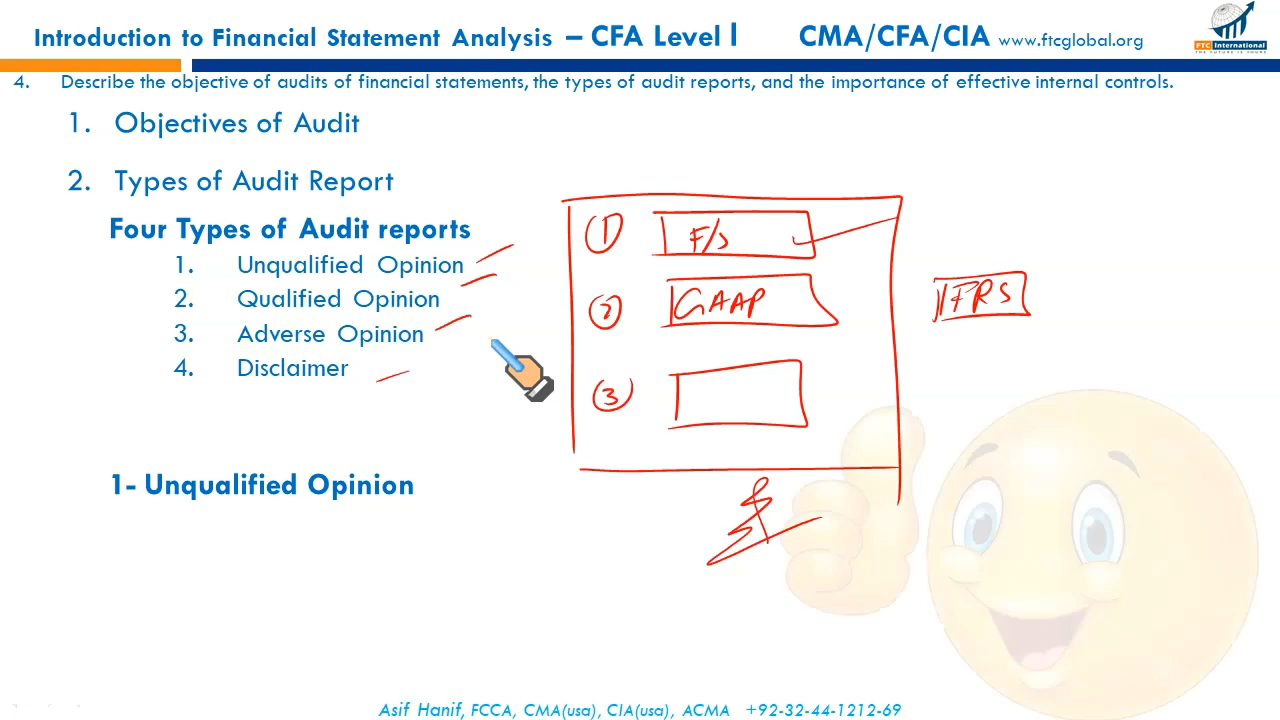 Introduction to Financial Statement Analysis – CFA Level I CMA/CFA/CIA www.ftcglobal.org
FTC International
4. Describe the objective of audits of financial statements, the types of audit reports, and the importance of effective internal controls.
1. Objectives of Audit
2. Types of Audit Report
Four Types of Audit reports
1. Unqualified Opinion
2. Qualified Opinion
3. Adverse Opinion
4. Disclaimer
1 F/S
2 GAAP
IFRS
3
1- Unqualified Opinion
Asif Hanif, FCCA, CMA(usa), CIA(usa), ACMA +92-32-44-1212-69